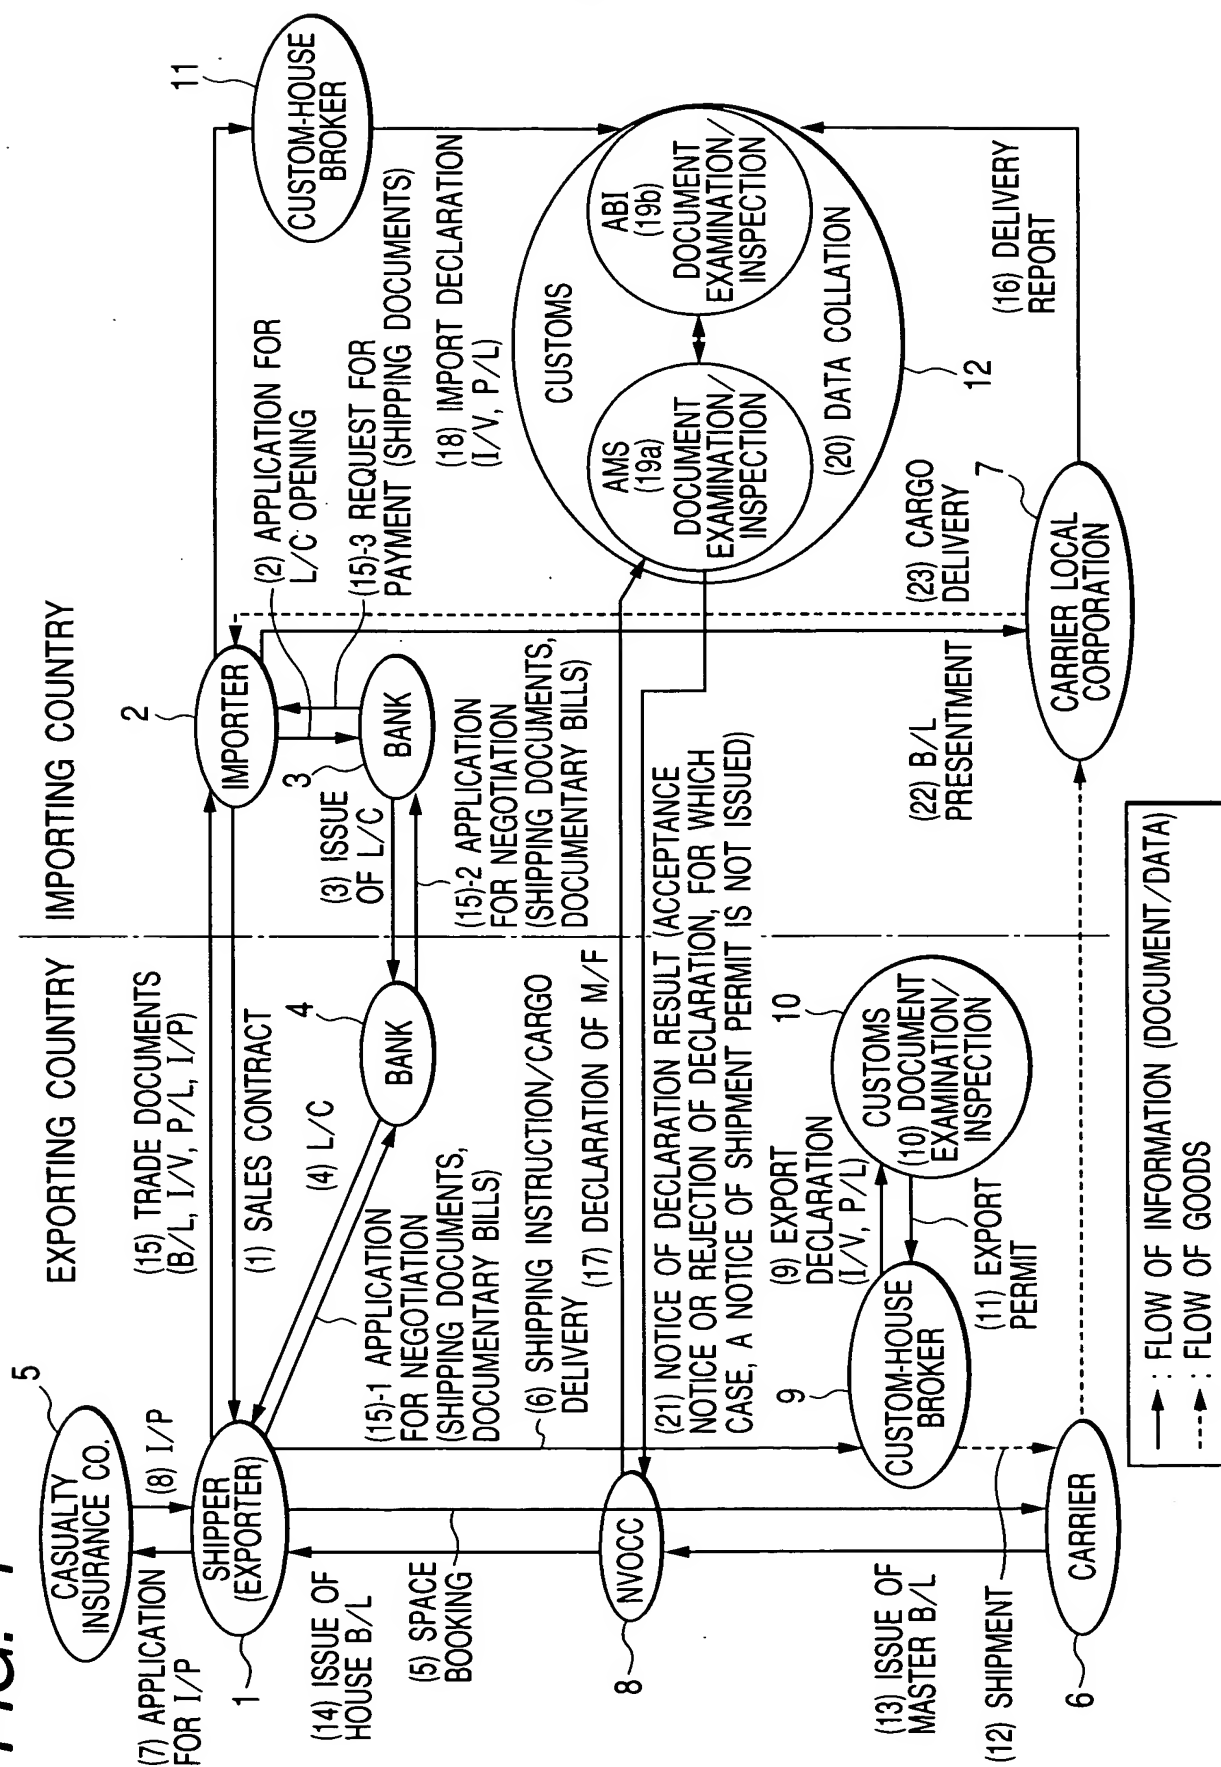 FIG. 1
EXPORTING COUNTRY
IMPORTING COUNTRY
CASUALTY
INSURANCE CO.
5
(7) APPLICATION
FOR I/P
(8) I/P
SHIPPER
(EXPORTER)
1
(15) TRADE DOCUMENTS
(B/L, I/V, P/L, I/P)
(1) SALES CONTRACT
IMPORTER
2
CUSTOM-HOUSE
BROKER
11
(2) APPLICATION FOR
L/C OPENING
(15)-3 REQUEST FOR
PAYMENT (SHIPPING DOCUMENTS)
BANK
3
(3) ISSUE
OF L/C
BANK
4
(4) L/C
(15)-1 APPLICATION
FOR NEGOTIATION
(SHIPPING DOCUMENTS,
DOCUMENTARY BILLS)
(15)-2 APPLICATION
FOR NEGOTIATION
(SHIPPING DOCUMENTS,
DOCUMENTARY BILLS)
(18) IMPORT DECLARATION
(I/V, P/L)
(14) ISSUE OF
HOUSE B/L
(5) SPACE
BOOKING
(6) SHIPPING INSTRUCTION/CARGO
DELIVERY
(17) DECLARATION OF M/F
CUSTOMS
AMS
(19a)
DOCUMENT
EXAMINATION/
INSPECTION
ABI
(19b)
DOCUMENT
EXAMINATION/
INSPECTION
(20) DATA COLLATION
12
NVOCC
8
(21) NOTICE OF DECLARATION RESULT (ACCEPTANCE
NOTICE OR REJECTION OF DECLARATION, FOR WHICH
CASE, A NOTICE OF SHIPMENT PERMIT IS NOT ISSUED)
(9) EXPORT
DECLARATION
(I/V, P/L)
10
CUSTOMS
(10) DOCUMENT
EXAMINATION/
INSPECTION
9
CUSTOM-HOUSE
BROKER
(11) EXPORT
PERMIT
(22) B/L
PRESENTMENT
(23) CARGO
DELIVERY
(16) DELIVERY
REPORT
(13) ISSUE OF
MASTER B/L
(12) SHIPMENT
CARRIER
6
CARRIER LOCAL
CORPORATION
7
: FLOW OF INFORMATION (DOCUMENT/DATA)
: FLOW OF GOODS